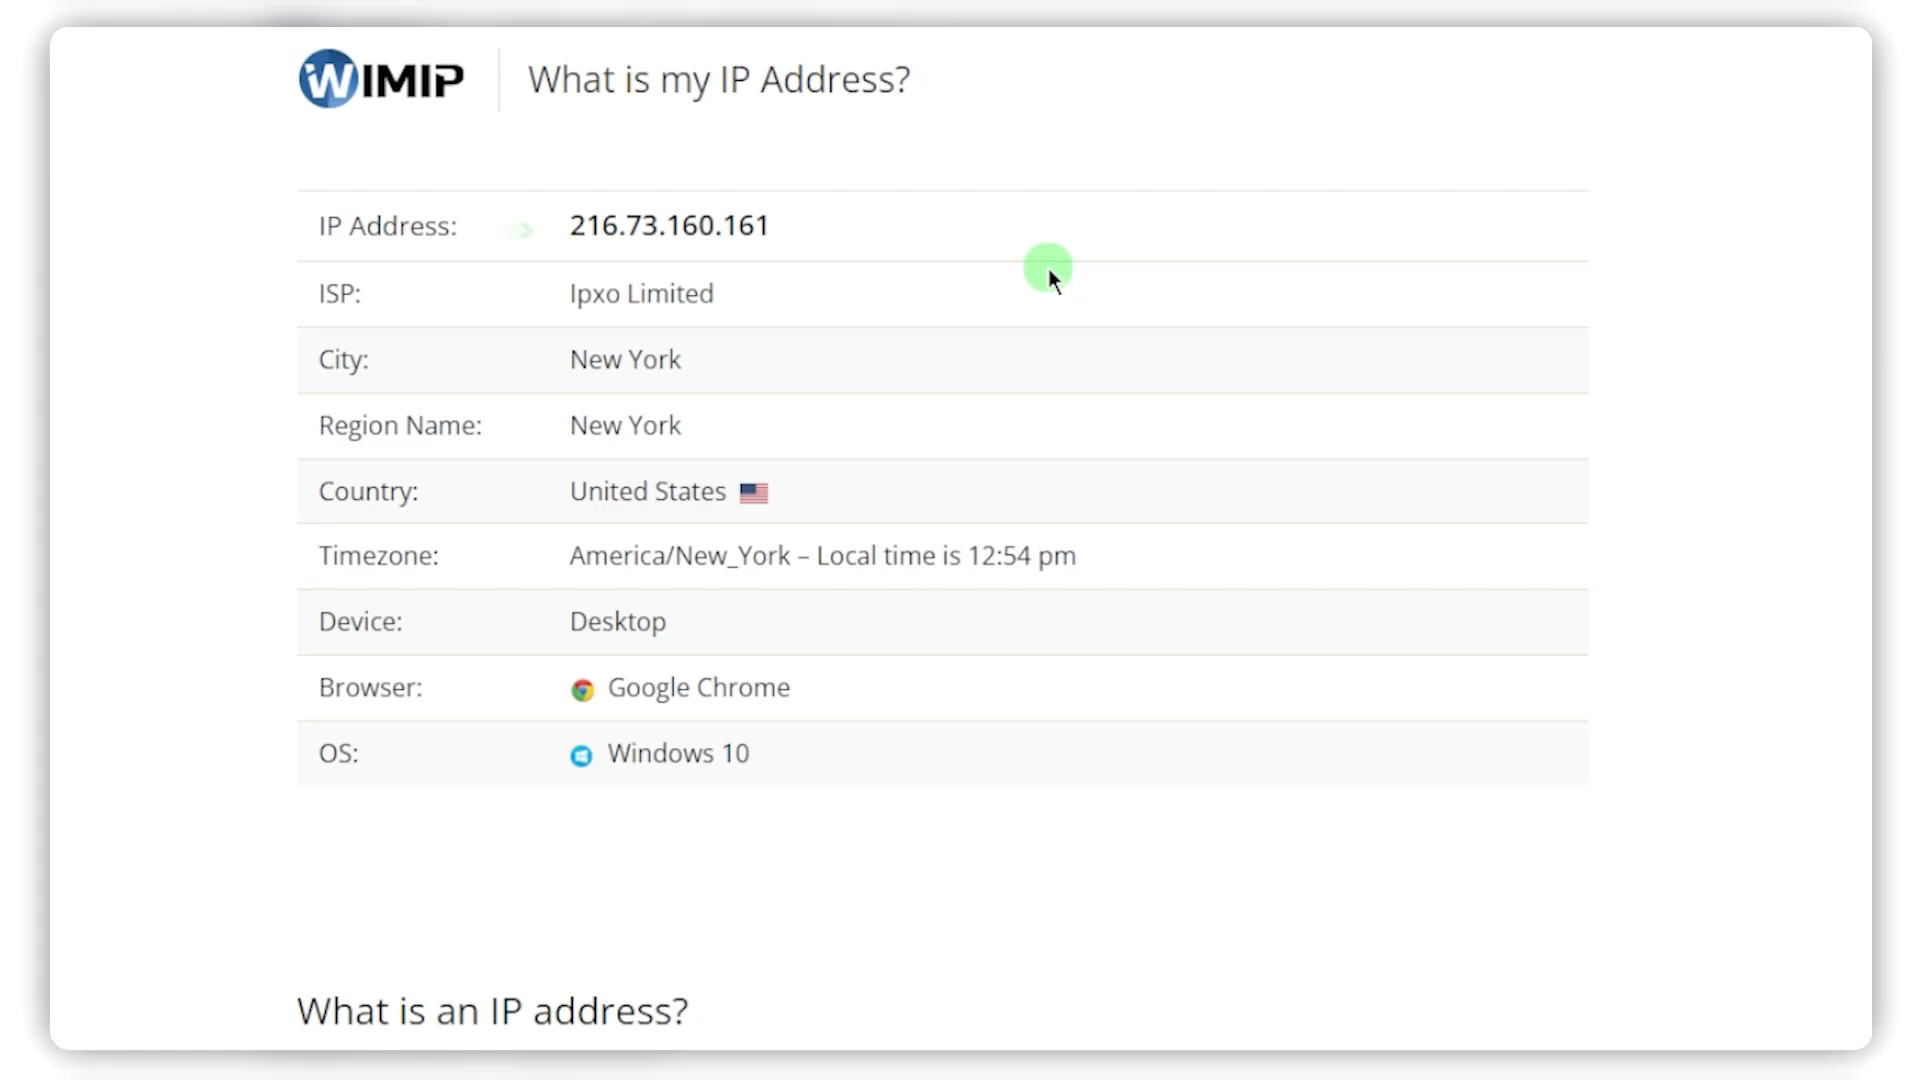 WIMIP What is my IP Address?
IP Address: 216.73.160.161
ISP: Ipxo Limited
City: New York
Region Name: New York
Country: United States
Timezone: America/New_York – Local time is 12:54 pm
Device: Desktop
Browser: Google Chrome
OS: Windows 10
What is an IP address?